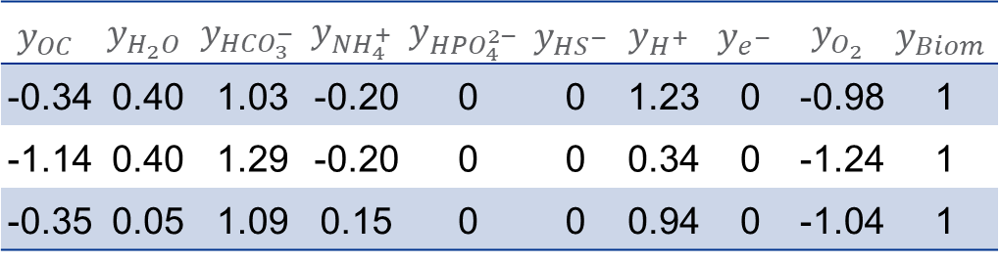 y_{OC} y_{H_2O} y_{HCO_3^-} y_{NH_4^+} y_{HPO_4^{2-}} y_{HS^-} y_{H^+} y_{e^-} y_{O_2} y_{Biom}
-0.34 0.40 1.03 -0.20 0 0 1.23 0 -0.98 1
-1.14 0.40 1.29 -0.20 0 0 0.34 0 -1.24 1
-0.35 0.05 1.09 0.15 0 0 0.94 0 -1.04 1